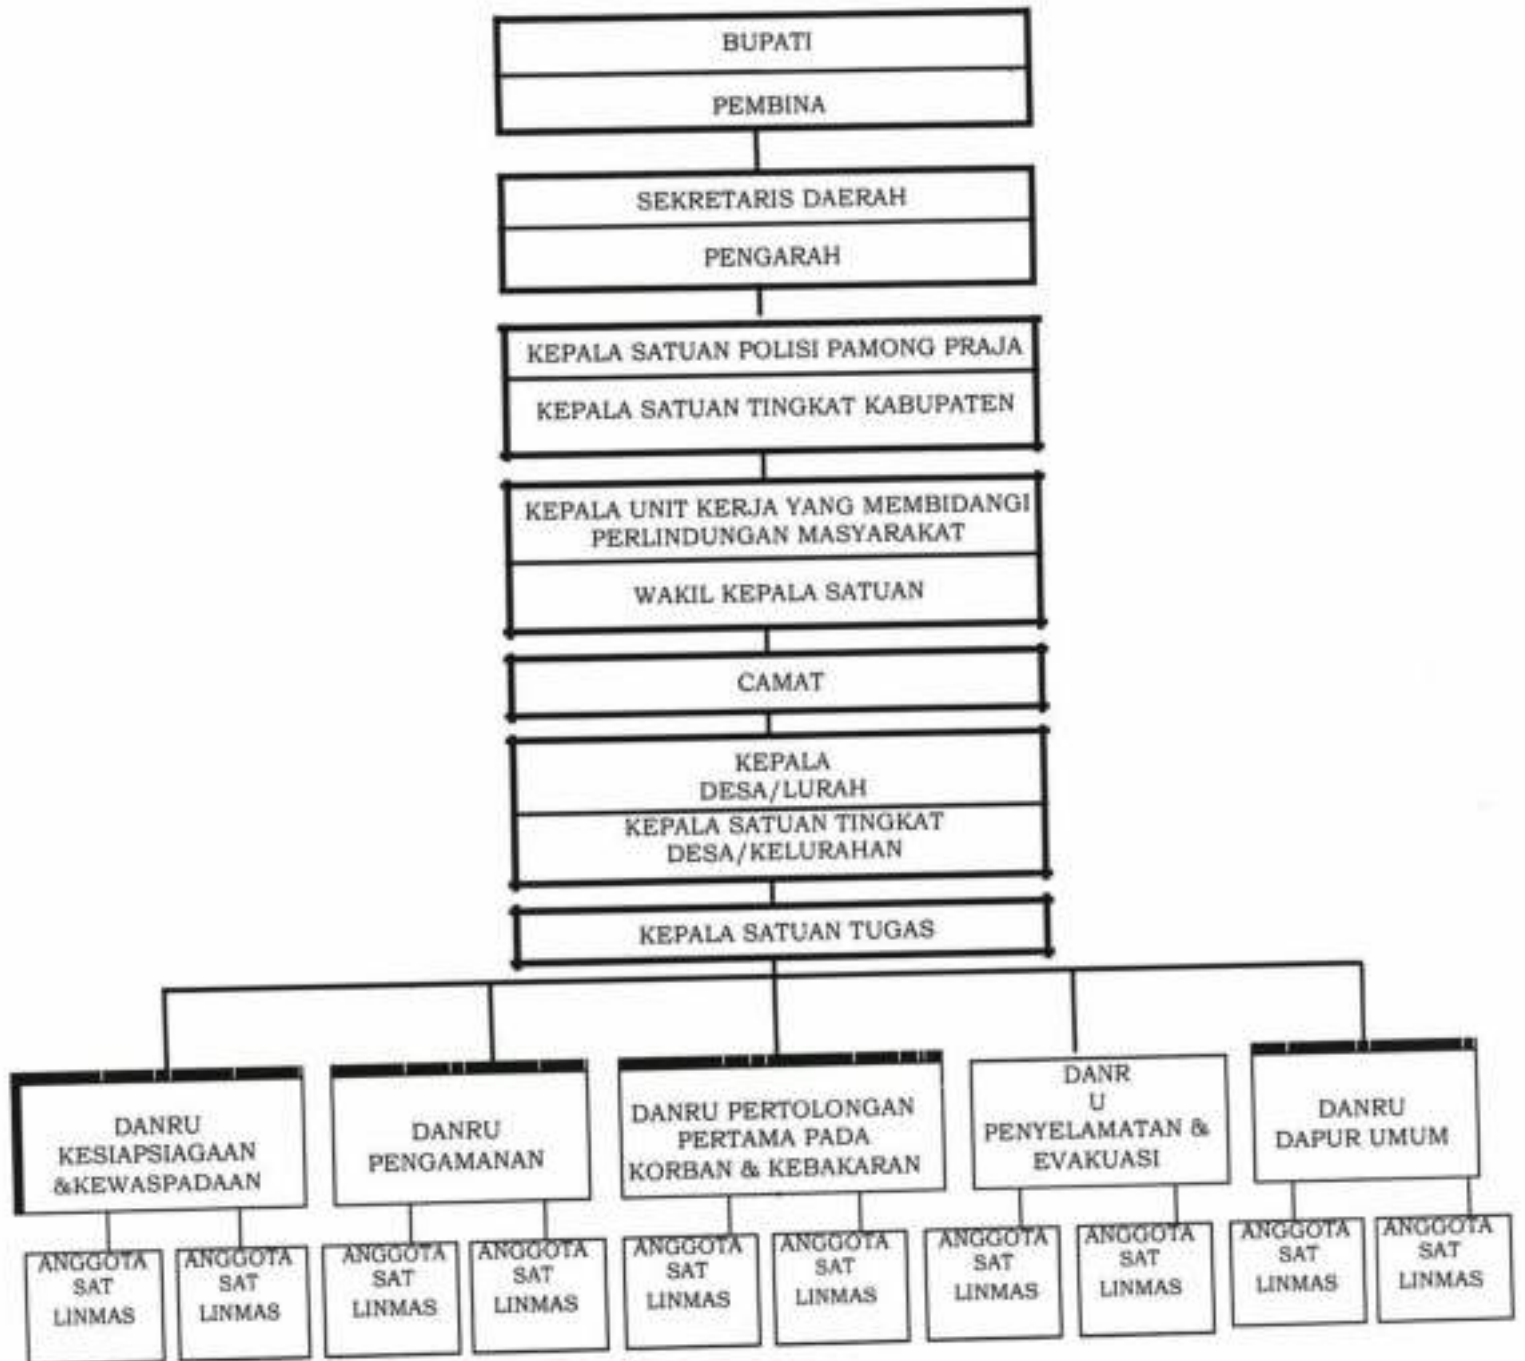 BUPATI
PEMBINA
SEKRETARIS DAERAH
PENGARAH
KEPALA SATUAN POLISI PAMONG PRAJA
KEPALA SATUAN TINGKAT KABUPATEN
KEPALA UNIT KERJA YANG MEMBIDANGI
PERLINDUNGAN MASYARAKAT
WAKIL KEPALA SATUAN
CAMAT
KEPALA
DESA/LURAH
KEPALA SATUAN TINGKAT
DESA/KELURAHAN
KEPALA SATUAN TUGAS
DANRU
KESIAPSIAGAAN
&KEWASPADAAN
DANRU
PENGAMANAN
DANRU PERTOLONGAN
PERTAMA PADA
KORBAN & KEBAKARAN
DANR
U
PENYELAMATAN &
EVAKUASI
DANRU
DAPUR UMUM
ANGGOTA
SAT
LINMAS
ANGGOTA
SAT
LINMAS
ANGGOTA
SAT
LINMAS
ANGGOTA
SAT
LINMAS
ANGGOTA
SAT
LINMAS
ANGGOTA
SAT
LINMAS
ANGGOTA
SAT
LINMAS
ANGGOTA
SAT
LINMAS
ANGGOTA
SAT
LINMAS
ANGGOTA
SAT
LINMAS